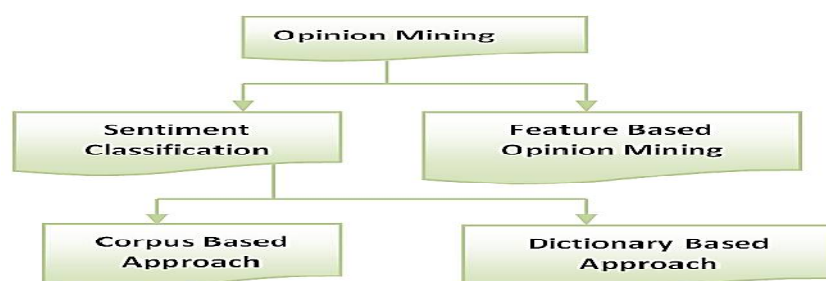 Opinion Mining
Sentiment
Classification
Feature Based
Opinion Mining
Corpus Based
Approach
Dictionary Based
Approach